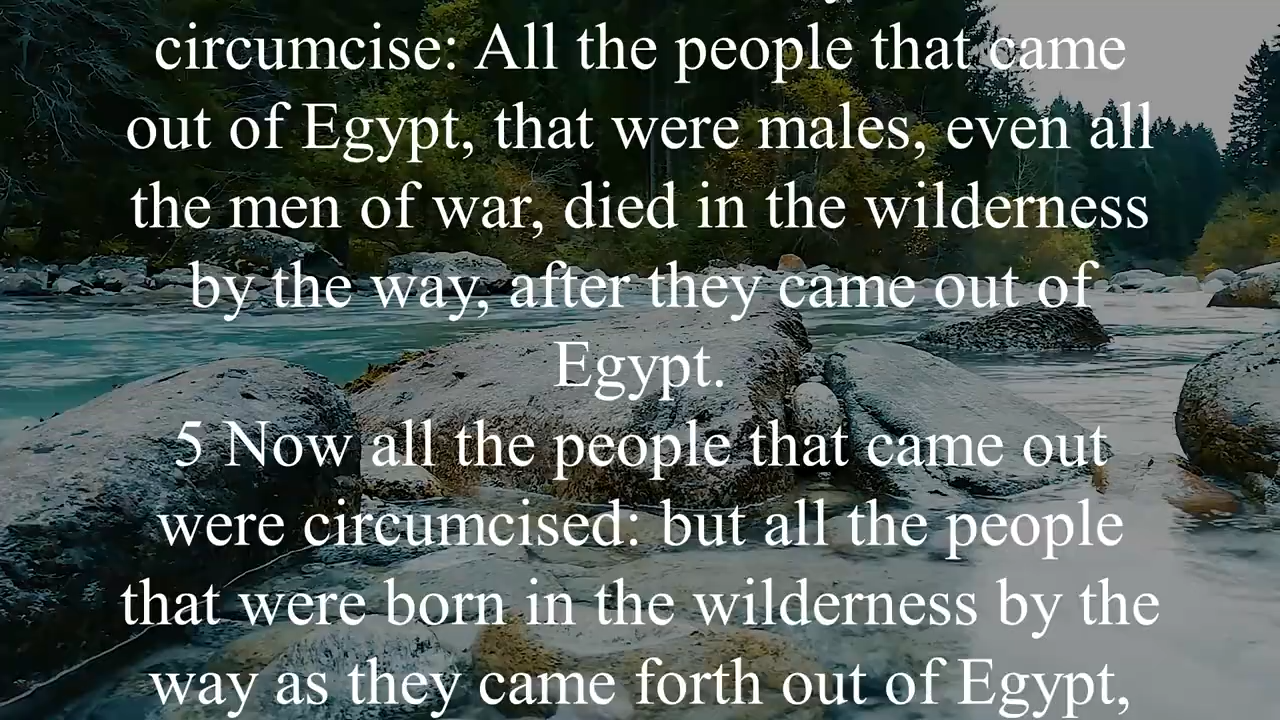 circumcise: All the people that came
out of Egypt, that were males, even all
the men of war, died in the wilderness
by the way, after they came out of
Egypt.
5 Now all the people that came out
were circumcised: but all the people
that were born in the wilderness by the
way as they came forth out of Egypt,